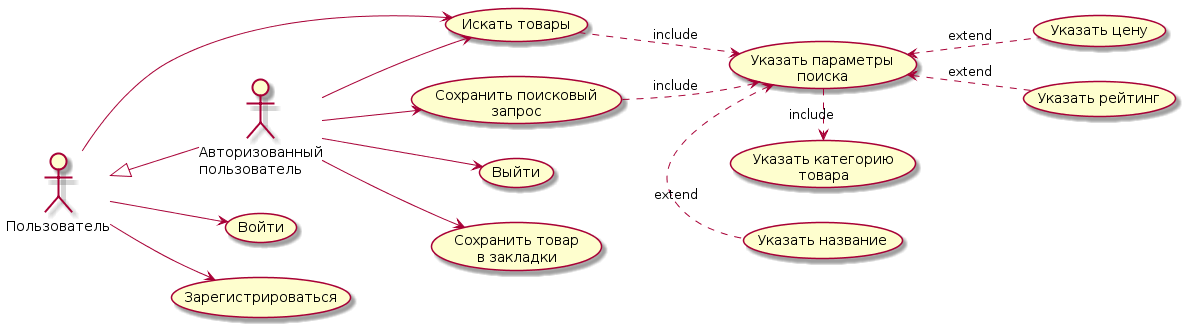 Искать товары
include
Указать параметры
поиска
extend
Указать цену
extend
Указать рейтинг
Сохранить поисковый
запрос
include
include
Авторизованный
пользователь
Выйти
Указать категорию
товара
extend
Пользователь
Войти
Сохранить товар
в закладки
Указать название
Зарегистрироваться